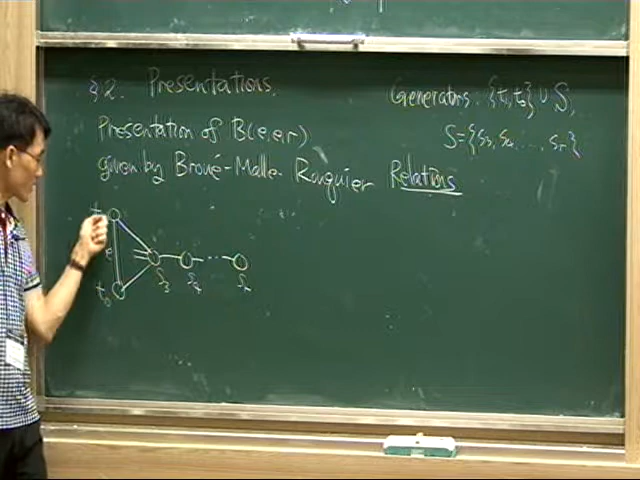 §2. Presentations.
Presentation of B(e,e,r)
given by Broué-Malle-Rouquier
t₁
e
t₀
s₃ s₄ sᵣ
Generators: {t₁,t₀} ∪ S,
S={s₃, s₄, ..., sᵣ}
Relations